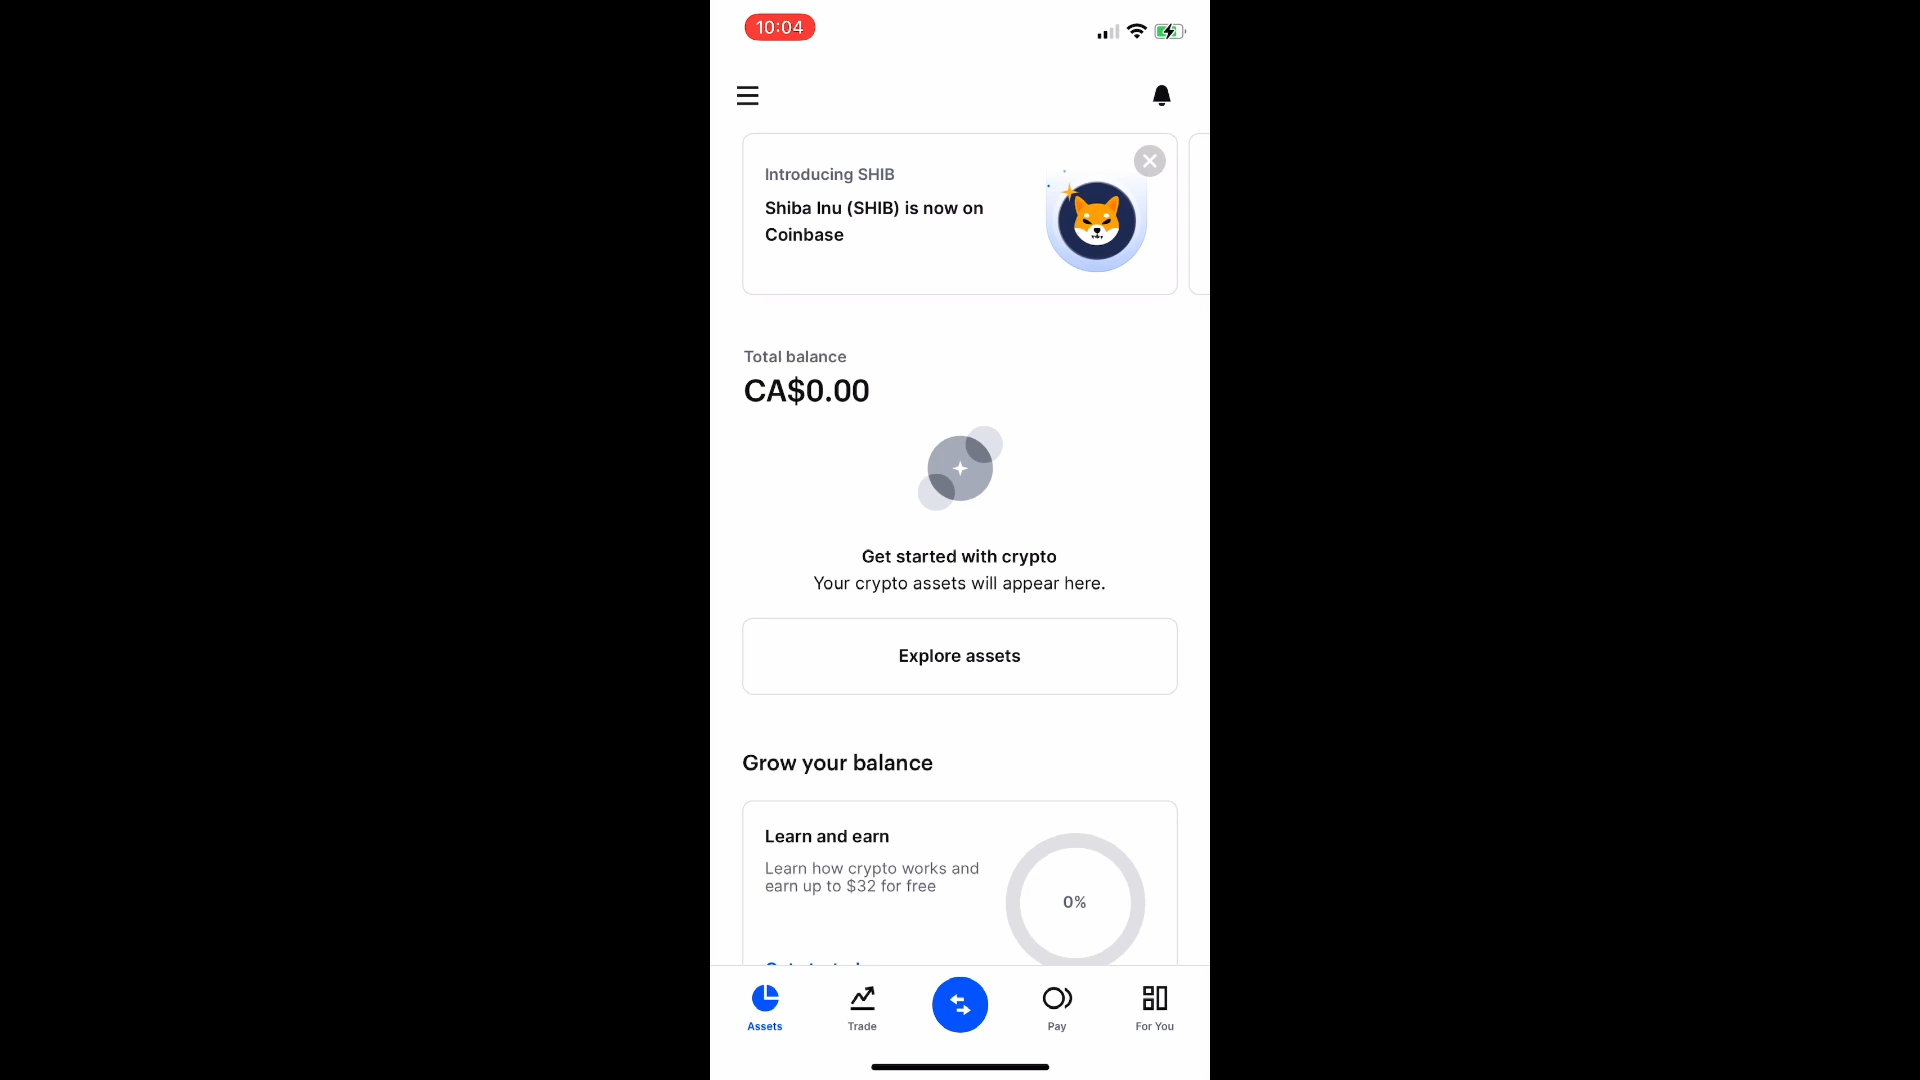 10:04
Introducing SHIB
Shiba Inu (SHIB) is now on
Coinbase
Total balance
CA$0.00
Get started with crypto
Your crypto assets will appear here.
Explore assets
Grow your balance
Learn and earn
Learn how crypto works and
earn up to $32 for free
0%
Assets
Trade
Pay
For You